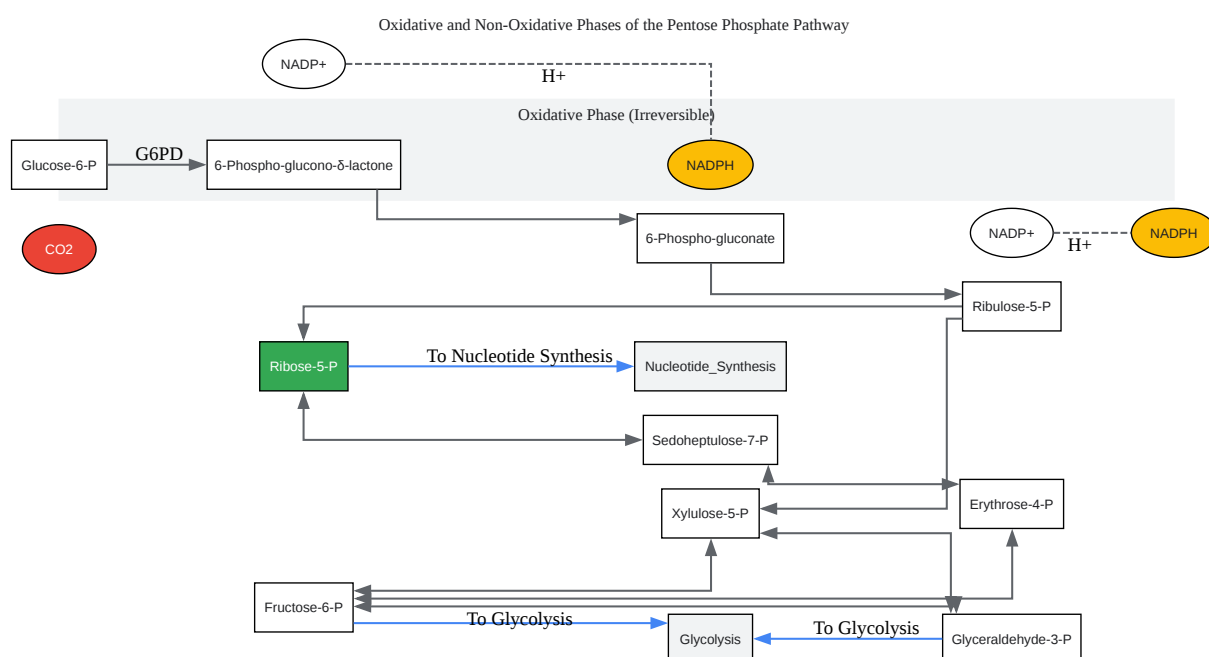 Oxidative and Non-Oxidative Phases of the Pentose Phosphate Pathway
NADP+
H+
Oxidative Phase (Irreversible)
Glucose-6-P
G6PD
6-Phospho-glucono-δ-lactone
NADPH
CO2
6-Phospho-gluconate
NADP+
H+
NADPH
Ribulose-5-P
Ribose-5-P
To Nucleotide Synthesis
Nucleotide_Synthesis
Sedoheptulose-7-P
Xylulose-5-P
Erythrose-4-P
Fructose-6-P
To Glycolysis
Glycolysis
To Glycolysis
Glyceraldehyde-3-P